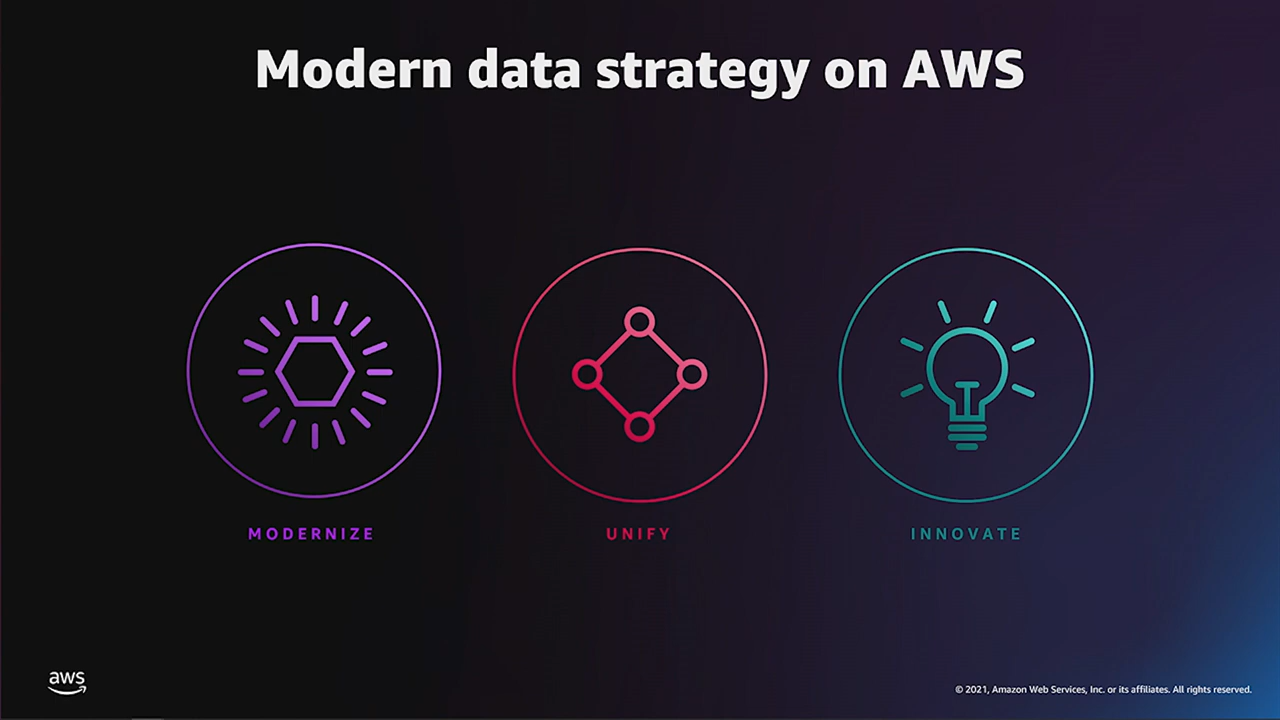 Modern data strategy on AWS
MODERNIZE
UNIFY
INNOVATE
aws
© 2021, Amazon Web Services, Inc. or its affiliates. All rights reserved.